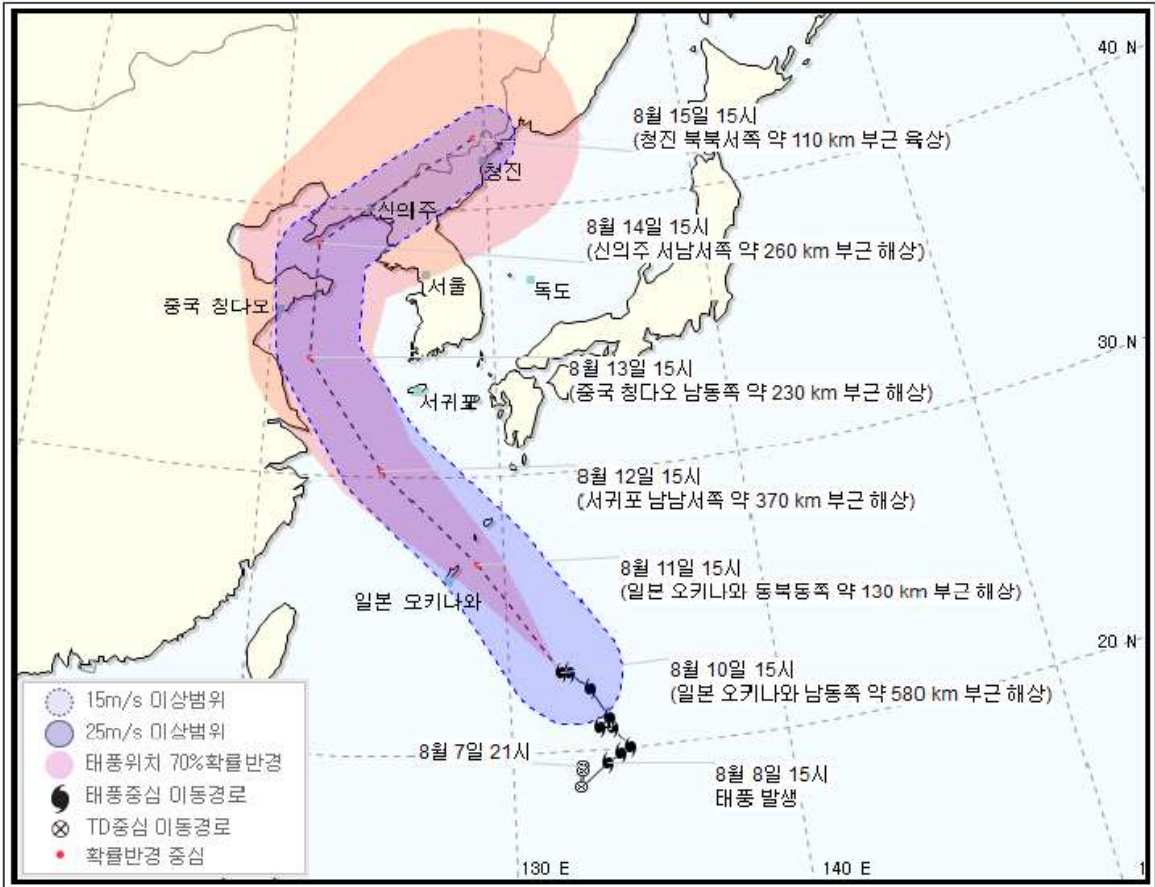 40 N
8월 15일 15시
(청진 북북서쪽 약 110 km 부근 육상)
청진
신의주
8월 14일 15시
(신의주 서남서쪽 약 260 km 부근 해상)
서울
독도
중국 칭다오
30 N
8월 13일 15시
(중국 칭다오 남동쪽 약 230 km 부근 해상)
서귀포
8월 12일 15시
(서귀포 남남서쪽 약 370 km 부근 해상)
8월 11일 15시
(일본 오키나와 동북동쪽 약 130 km 부근 해상)
일본 오키나와
20 N
8월 10일 15시
(일본 오키나와 남동쪽 약 580 km 부근 해상)
8월 7일 21시
8월 8일 15시
태풍 발생
15m/s 이상범위
25m/s 이상범위
태풍위치 70%확률반경
태풍중심 이동경로
TD중심 이동경로
확률반경 중심
130 E
140 E
1